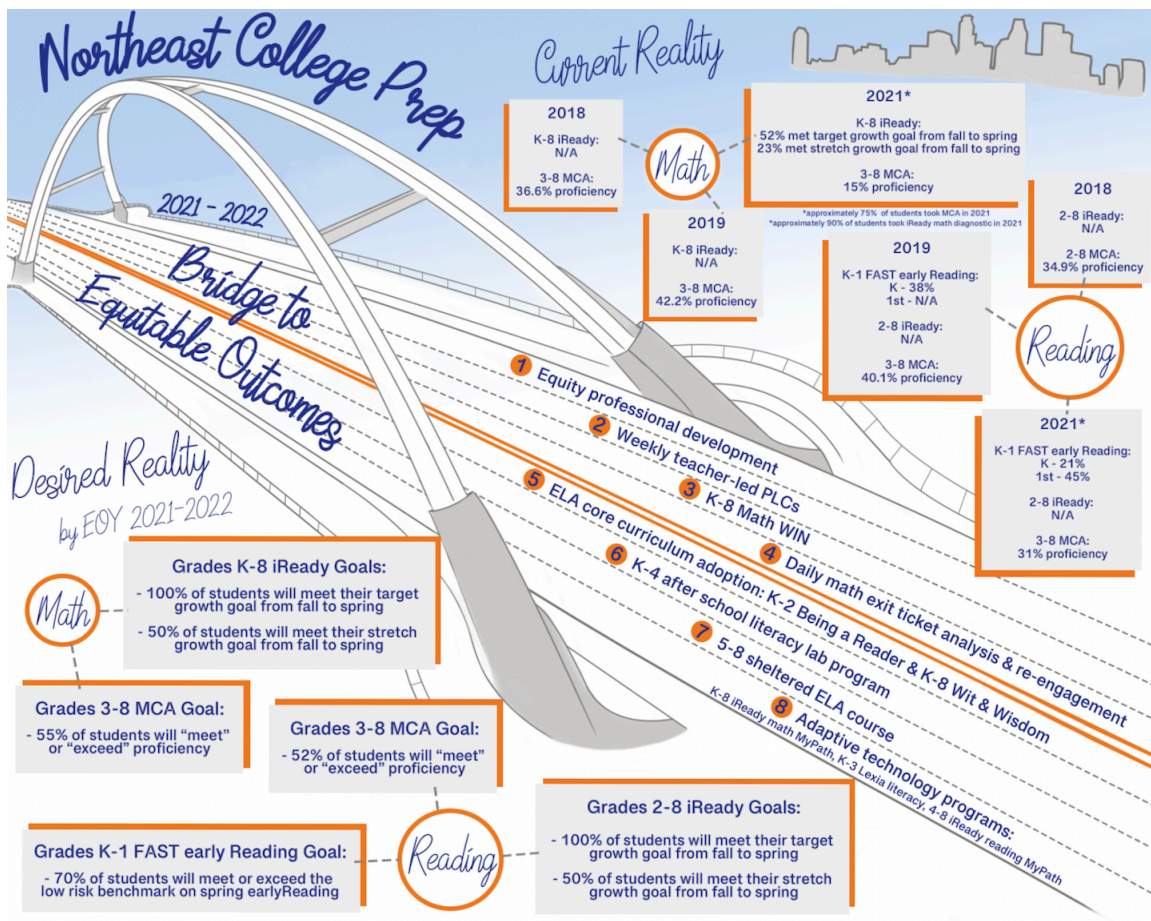 Northeast College Prep
Current Reality
2018
K-8 iReady:
N/A
3-8 MCA:
36.6% proficiency
Math
2021*
K-8 iReady:
52% met target growth goal from fall to spring
23% met stretch growth goal from fall to spring
3-8 MCA:
15% proficiency
*approximately 75% of students took MCA in 2021
*approximately 90% of students took iReady math diagnostic in 2021
2019
K-8 iReady:
N/A
3-8 MCA:
42.2% proficiency
2018
2-8 iReady:
N/A
2-8 MCA:
34.9% proficiency
2019
K-1 FAST early Reading:
K - 38%
1st - N/A
2-8 iReady:
N/A
3-8 MCA:
40.1% proficiency
Reading
2021*
K-1 FAST early Reading:
K - 21%
1st - 45%
2-8 iReady:
N/A
3-8 MCA:
31% proficiency
2021 - 2022
Bridge to
Equitable Outcomes
1 Equity professional development
2 Weekly teacher-led PLCs
3 K-8 Math WIN
4 Daily math exit ticket analysis & re-engagement
5 ELA core curriculum adoption: K-2 Being a Reader & K-8 Wit & Wisdom
6 K-4 after school literacy lab program
7 5-8 sheltered ELA course
8 Adaptive technology programs:
K-8 iReady math MyPath, K-3 Lexia literacy, 4-8 iReady reading MyPath
Desired Reality
by EOY 2021-2022
Math
Grades K-8 iReady Goals:
- 100% of students will meet their target
growth goal from fall to spring
- 50% of students will meet their stretch
growth goal from fall to spring
Grades 3-8 MCA Goal:
- 55% of students will "meet"
or "exceed" proficiency
Grades 3-8 MCA Goal:
- 52% of students will "meet"
or "exceed" proficiency
Reading
Grades K-1 FAST early Reading Goal:
- 70% of students will meet or exceed the
low risk benchmark on spring earlyReading
Grades 2-8 iReady Goals:
- 100% of students will meet their target
growth goal from fall to spring
- 50% of students will meet their stretch
growth goal from fall to spring